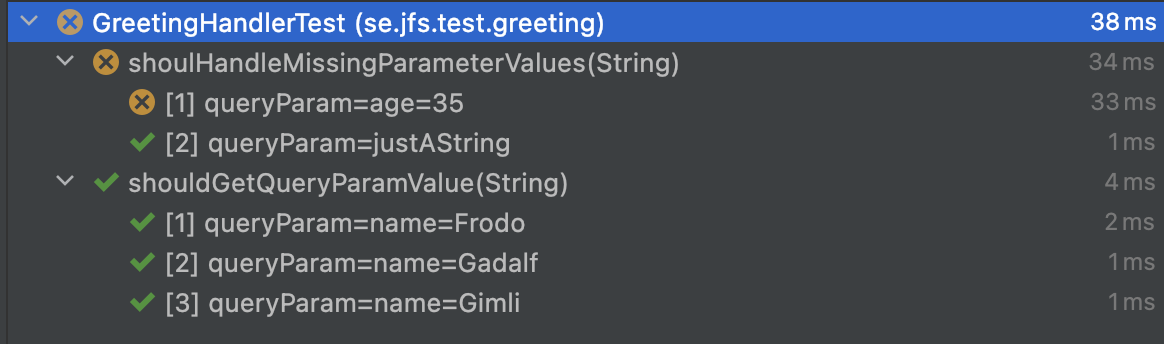 GreetingHandlerTest (se.jfs.test.greeting) 38 ms
shoulHandleMissingParameterValues(String) 34 ms
[1] queryParam=age=35 33 ms
[2] queryParam=justAString 1 ms
shouldGetQueryParamValue(String) 4 ms
[1] queryParam=name=Frodo 2 ms
[2] queryParam=name=Gadalf 1 ms
[3] queryParam=name=Gimli 1 ms